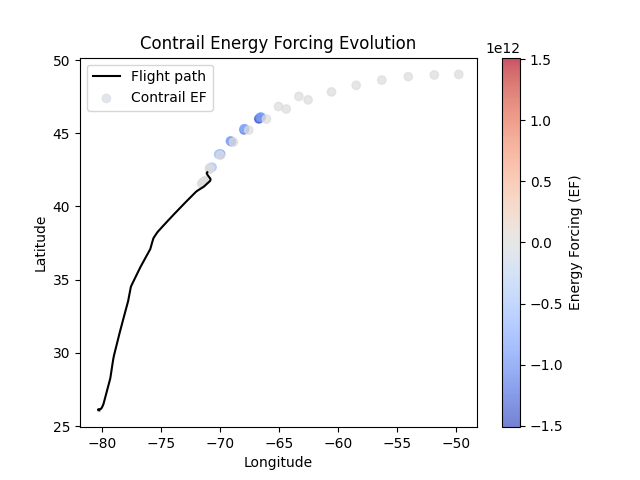 Contrail Energy Forcing Evolution
1e12
Flight path
Contrail EF
50
45
40
35
30
25
Latitude
−80
−75
−70
−65
−60
−55
−50
Longitude
1.5
1.0
0.5
0.0
−0.5
−1.0
−1.5
Energy Forcing (EF)